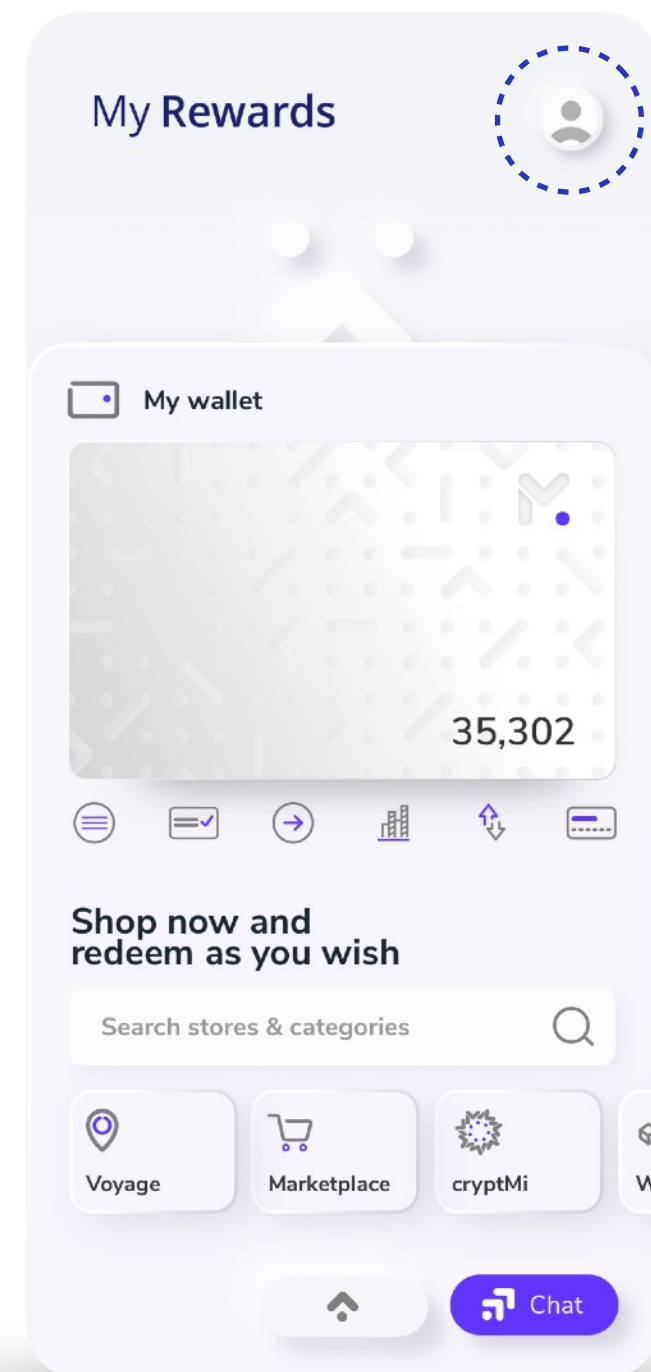 My Rewards
My wallet
35,302
Shop now and
redeem as you wish
Search stores & categories
Voyage
Marketplace
cryptMi
Chat